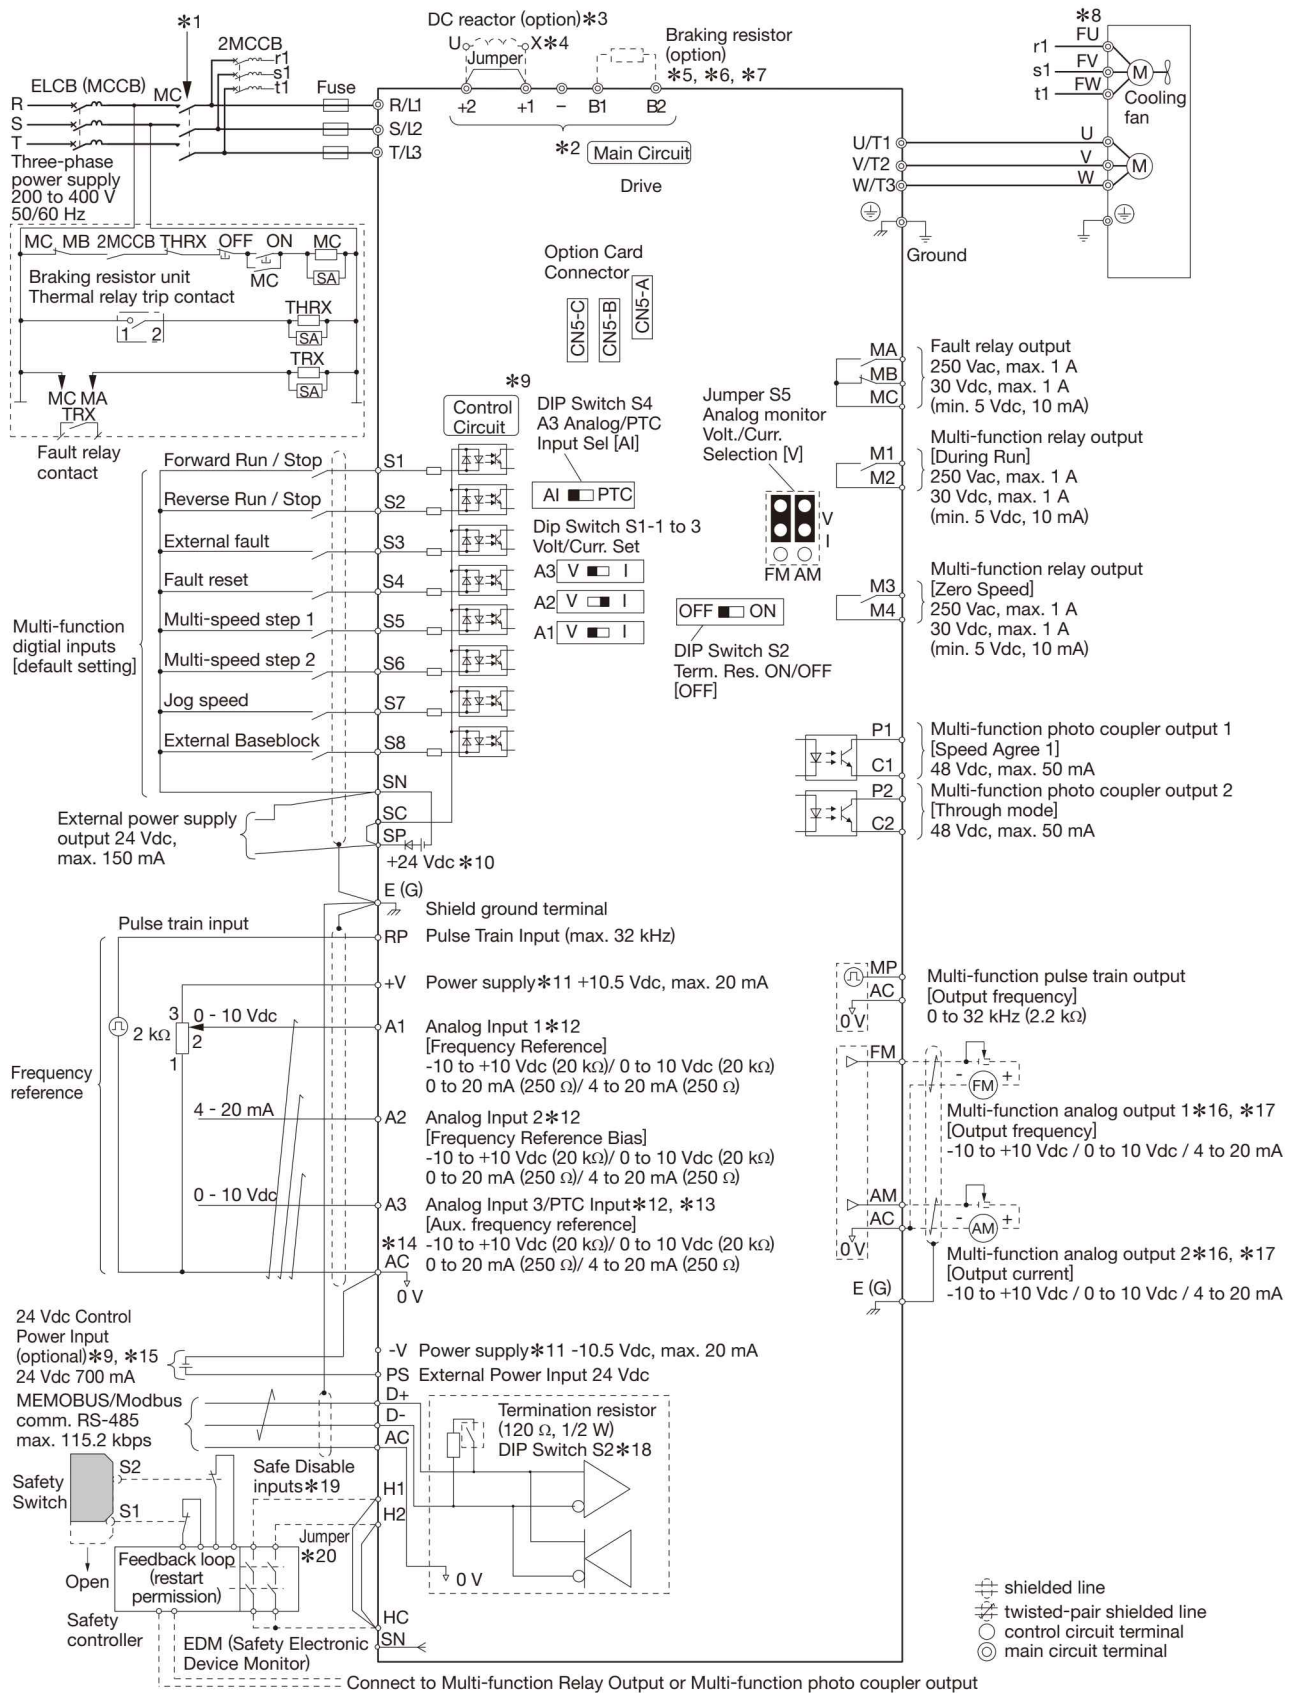 ∗1
DC reactor (option)∗3
U
X∗4
Jumper
Braking resistor
(option)
∗5, ∗6, ∗7
2MCCB
r1
s1
t1
ELCB (MCCB)
MC
Fuse
R
S
T
R/L1
S/L2
T/L3
+2
+1
−
B1
B2
∗2
Main Circuit
Drive
∗8
FU
FV
FW
r1
s1
t1
M
Cooling
fan
U/T1
V/T2
W/T3
U
V
W
M
Ground
Three-phase
power supply
200 to 400 V
50/60 Hz
MC
MB
2MCCB
THRX
OFF
ON
MC
MC
SA
Braking resistor unit
Thermal relay trip contact
1
2
THRX
SA
TRX
SA
MC
MA
TRX
Fault relay
contact
Option Card
Connector
CN5-C
CN5-B
CN5-A
∗9
Control
Circuit
DIP Switch S4
A3 Analog/PTC
Input Sel [AI]
AI
PTC
Dip Switch S1-1 to 3
Volt/Curr. Set
A3
V
I
A2
V
I
A1
V
I
Jumper S5
Analog monitor
Volt./Curr.
Selection [V]
V
I
FM
AM
OFF
ON
DIP Switch S2
Term. Res. ON/OFF
[OFF]
MA
MB
MC
Fault relay output
250 Vac, max. 1 A
30 Vdc, max. 1 A
(min. 5 Vdc, 10 mA)
M1
M2
Multi-function relay output
[During Run]
250 Vac, max. 1 A
30 Vdc, max. 1 A
(min. 5 Vdc, 10 mA)
M3
M4
Multi-function relay output
[Zero Speed]
250 Vac, max. 1 A
30 Vdc, max. 1 A
(min. 5 Vdc, 10 mA)
P1
C1
Multi-function photo coupler output 1
[Speed Agree 1]
48 Vdc, max. 50 mA
P2
C2
Multi-function photo coupler output 2
[Through mode]
48 Vdc, max. 50 mA
Multi-function
digtial inputs
[default setting]
Forward Run / Stop
S1
Reverse Run / Stop
S2
External fault
S3
Fault reset
S4
Multi-speed step 1
S5
Multi-speed step 2
S6
Jog speed
S7
External Baseblock
S8
SN
SC
SP
+24 Vdc ∗10
External power supply
output 24 Vdc,
max. 150 mA
E (G)
Shield ground terminal
Pulse train input
RP
Pulse Train Input (max. 32 kHz)
+V
Power supply∗11 +10.5 Vdc, max. 20 mA
Frequency
reference
2 kΩ
3
2
1
0 - 10 Vdc
A1
Analog Input 1∗12
[Frequency Reference]
-10 to +10 Vdc (20 kΩ)/ 0 to 10 Vdc (20 kΩ)
0 to 20 mA (250 Ω)/ 4 to 20 mA (250 Ω)
4 - 20 mA
A2
Analog Input 2∗12
[Frequency Reference Bias]
-10 to +10 Vdc (20 kΩ)/ 0 to 10 Vdc (20 kΩ)
0 to 20 mA (250 Ω)/ 4 to 20 mA (250 Ω)
0 - 10 Vdc
A3
Analog Input 3/PTC Input∗12, ∗13
[Aux. frequency reference]
-10 to +10 Vdc (20 kΩ)/ 0 to 10 Vdc (20 kΩ)
0 to 20 mA (250 Ω)/ 4 to 20 mA (250 Ω)
∗14
AC
0 V
MP
AC
0 V
Multi-function pulse train output
[Output frequency]
0 to 32 kHz (2.2 kΩ)
FM
-
FM
+
Multi-function analog output 1∗16, ∗17
[Output frequency]
-10 to +10 Vdc / 0 to 10 Vdc / 4 to 20 mA
AM
AC
0 V
-
AM
+
Multi-function analog output 2∗16, ∗17
[Output current]
-10 to +10 Vdc / 0 to 10 Vdc / 4 to 20 mA
E (G)
24 Vdc Control
Power Input
(optional)∗9, ∗15
24 Vdc 700 mA
-V
Power supply∗11 -10.5 Vdc, max. 20 mA
PS
External Power Input 24 Vdc
MEMOBUS/Modbus
comm. RS-485
max. 115.2 kbps
D+
D-
AC
Termination resistor
(120 Ω, 1/2 W)
DIP Switch S2∗18
0 V
Safety
Switch
S2
S1
Open
Safe Disable
inputs∗19
H1
H2
Jumper
∗20
Feedback loop
(restart
permission)
Safety
controller
HC
SN
EDM (Safety Electronic
Device Monitor)
Connect to Multi-function Relay Output or Multi-function photo coupler output
shielded line
twisted-pair shielded line
control circuit terminal
main circuit terminal